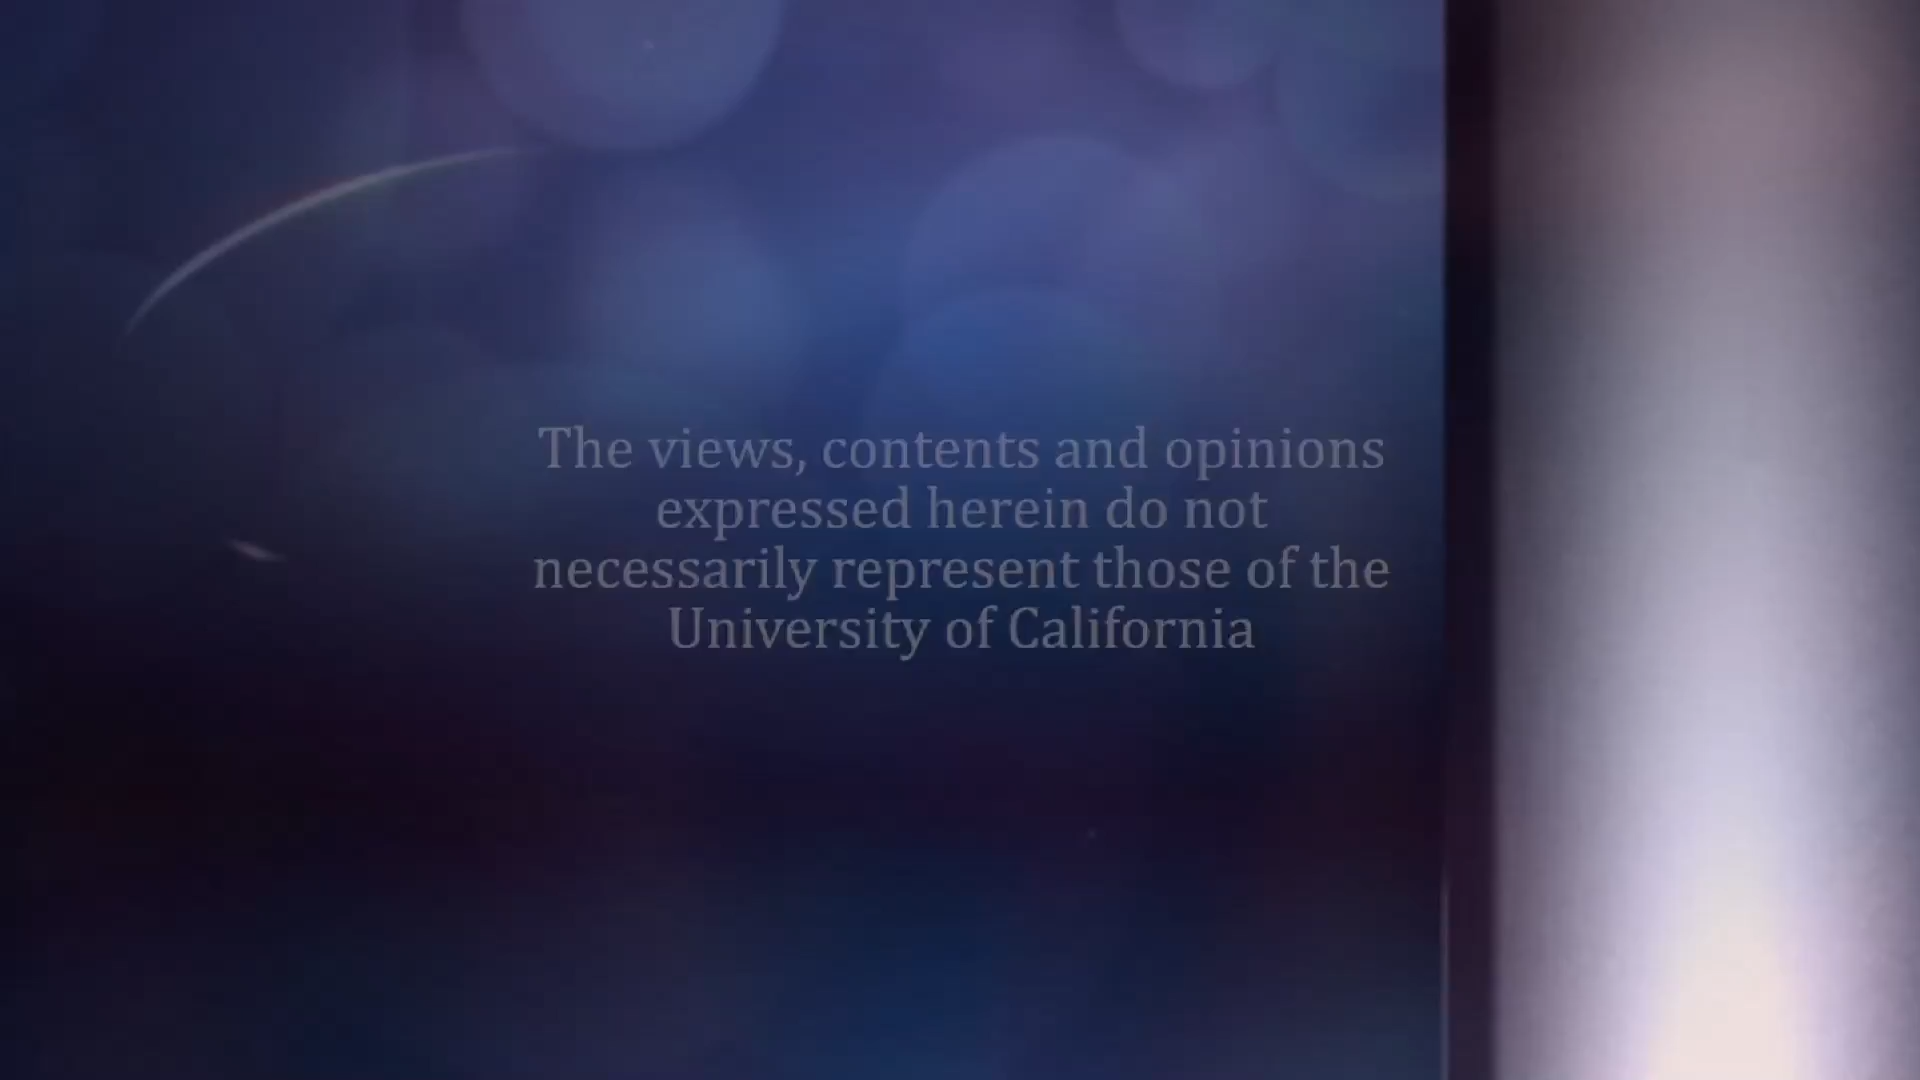 The views, contents and opinions
expressed herein do not
necessarily represent those of the
University of California